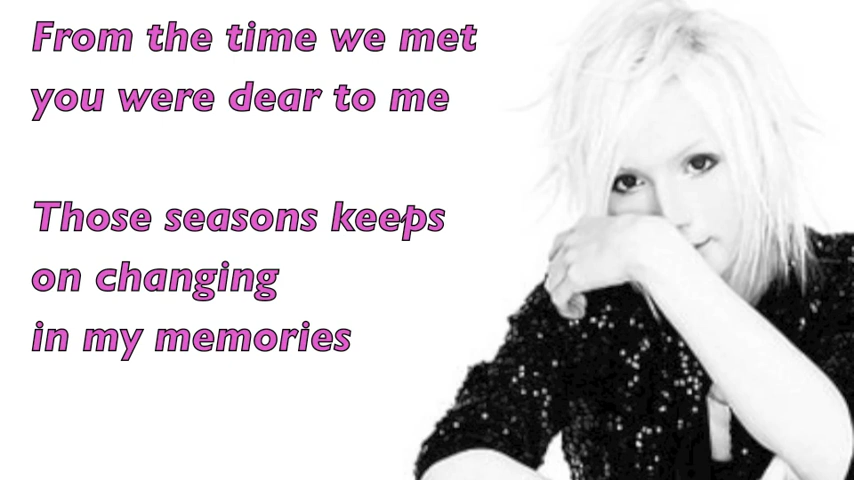 From the time we met
you were dear to me
Those seasons keeps
on changing
in my memories